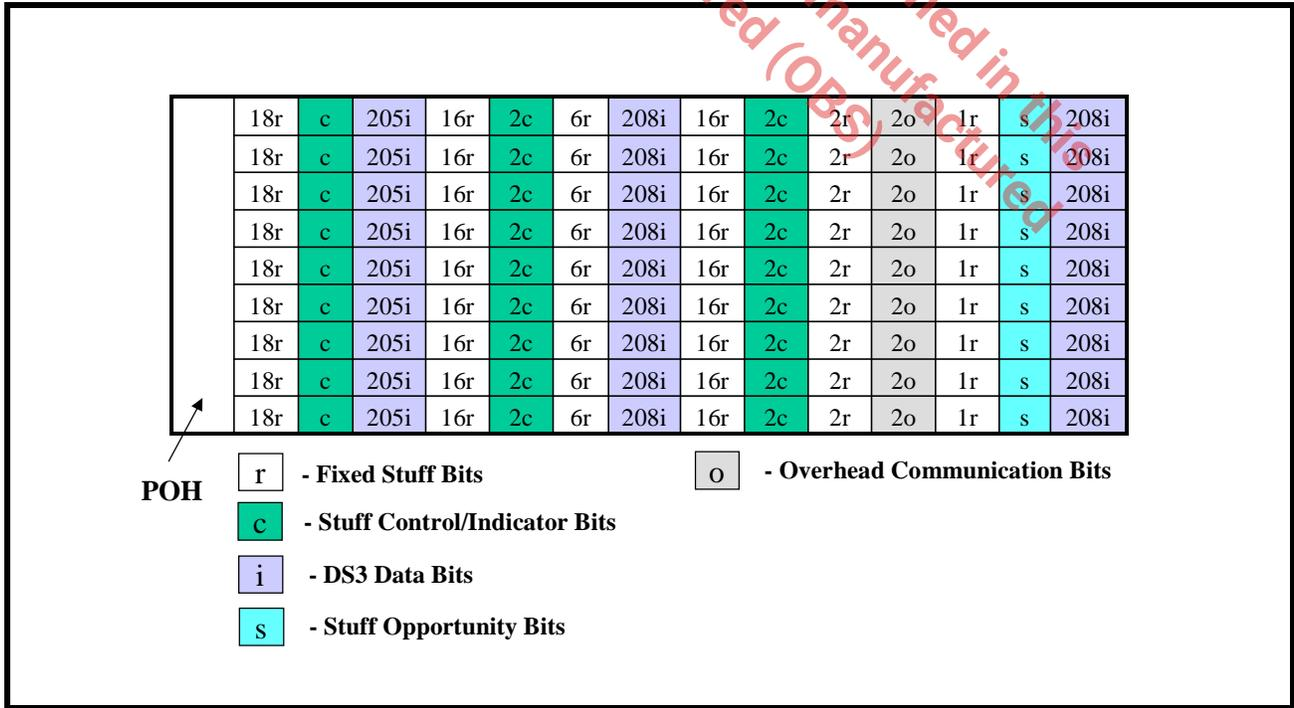 ed (OBS)
manufactured
ned in this
18r c 205i 16r 2c 6r 208i 16r 2c 2r 2o 1r s 208i
18r c 205i 16r 2c 6r 208i 16r 2c 2r 2o 1r s 208i
18r c 205i 16r 2c 6r 208i 16r 2c 2r 2o 1r s 208i
18r c 205i 16r 2c 6r 208i 16r 2c 2r 2o 1r s 208i
18r c 205i 16r 2c 6r 208i 16r 2c 2r 2o 1r s 208i
18r c 205i 16r 2c 6r 208i 16r 2c 2r 2o 1r s 208i
18r c 205i 16r 2c 6r 208i 16r 2c 2r 2o 1r s 208i
18r c 205i 16r 2c 6r 208i 16r 2c 2r 2o 1r s 208i
18r c 205i 16r 2c 6r 208i 16r 2c 2r 2o 1r s 208i
POH
r - Fixed Stuff Bits
o - Overhead Communication Bits
c - Stuff Control/Indicator Bits
i - DS3 Data Bits
s - Stuff Opportunity Bits